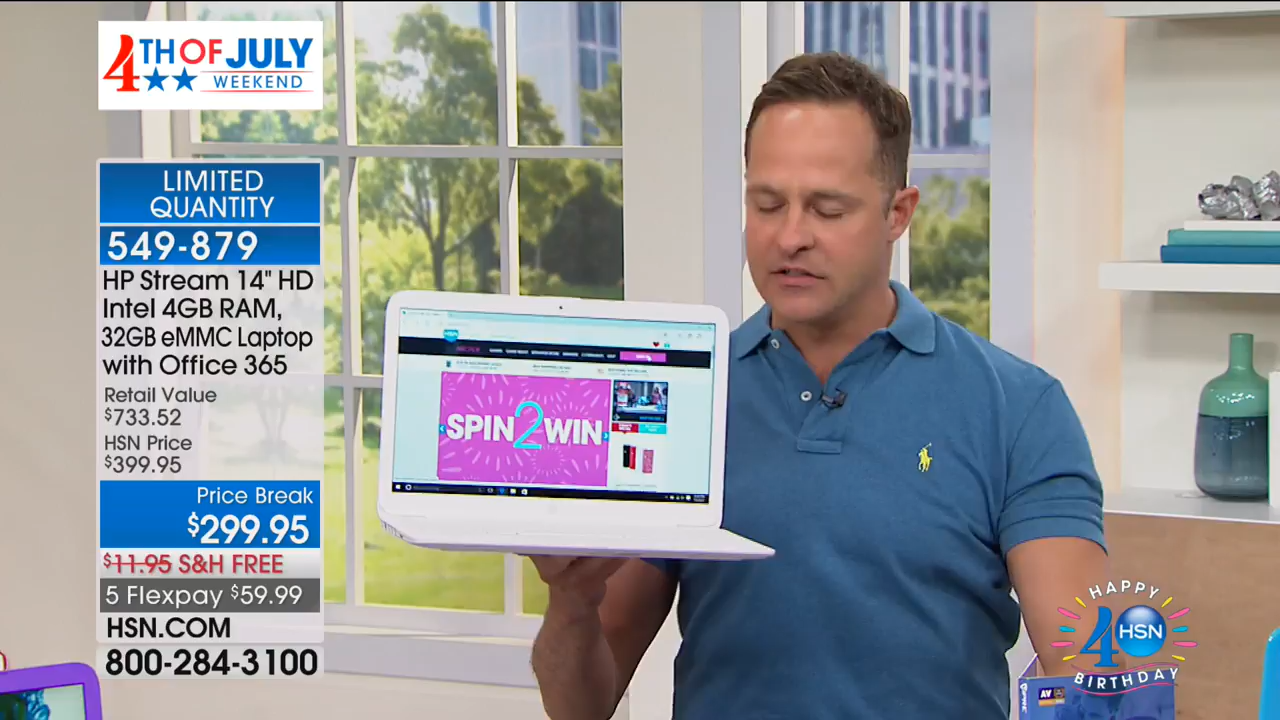 4TH OF JULY
WEEKEND
LIMITED
QUANTITY
549-879
HP Stream 14" HD
Intel 4GB RAM,
32GB eMMC Laptop
with Office 365
Retail Value
$733.52
HSN Price
$399.95
Price Break
$299.95
$11.95 S&H FREE
5 Flexpay $59.99
HSN.COM
800-284-3100
HSN
SPIN2WIN
HAPPY
40 HSN
BIRTHDAY
AV